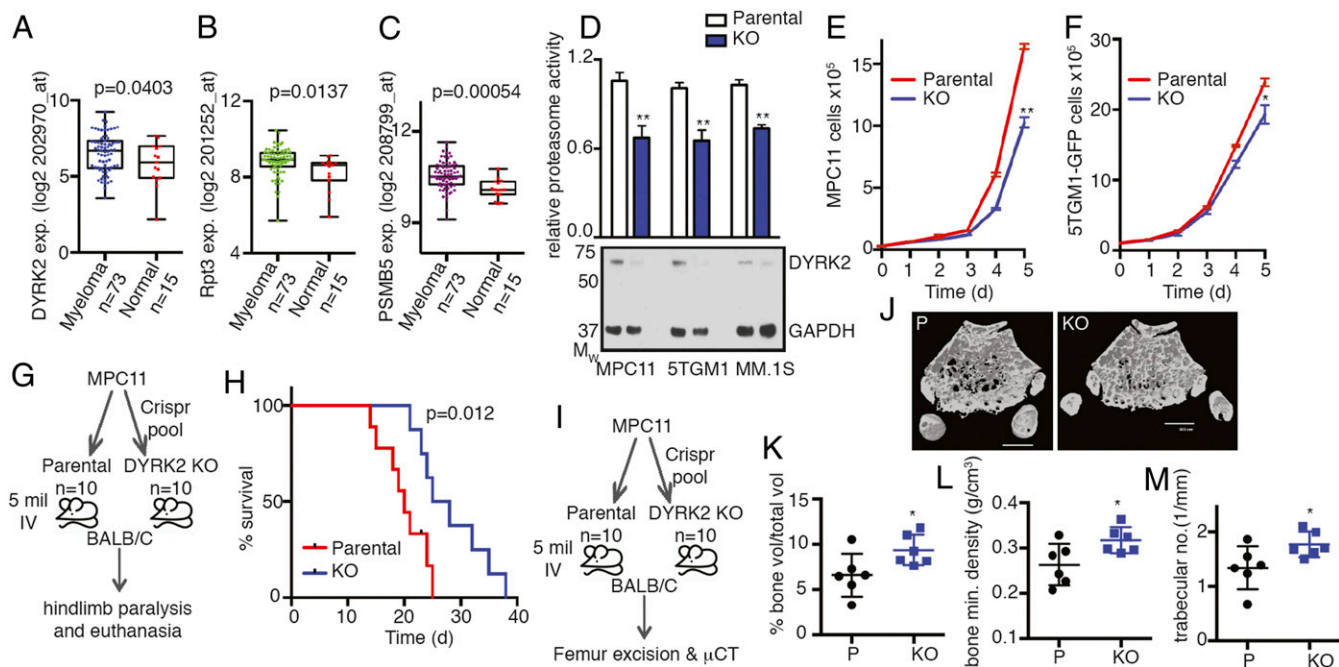 A
p=0.0403
DYRK2 exp. (log2 202970_at)
10
5
0
Myeloma
n=73
Normal
n=15
B
p=0.0137
Rpt3 exp. (log2 201252_at)
12
8
4
Myeloma
n=73
Normal
n=15
C
p=0.00054
PSMB5 exp. (log2 208799_at)
12
9
Myeloma
n=73
Normal
n=15
D
Parental
KO
relative proteasome activity
1.2
0.6
0.0
**
**
**
75
50
37
Mw
DYRK2
GAPDH
MPC11
5TGM1
MM.1S
E
Parental
KO
MPC11 cells x10⁵
15
10
5
0
**
0 1 2 3 4 5
Time (d)
F
Parental
KO
5TGM1-GFP cells x10⁵
30
20
10
0
*
0 1 2 3 4 5
Time (d)
G
MPC11
Crispr
pool
Parental
DYRK2 KO
n=10
n=10
5 mil
IV
BALB/C
hindlimb paralysis
and euthanasia
H
p=0.012
% survival
100
50
0
Parental
KO
0 10 20 30 40
Time (d)
I
MPC11
Crispr
pool
Parental
DYRK2 KO
n=10
n=10
5 mil
IV
BALB/C
Femur excision & µCT
J
P
KO
K
% bone vol/total vol
15
10
5
0
*
P
KO
L
bone min. density (g/cm³)
0.4
0.3
0.2
0.1
*
P
KO
M
trabecular no.(1/mm)
2
1
0
*
P
KO